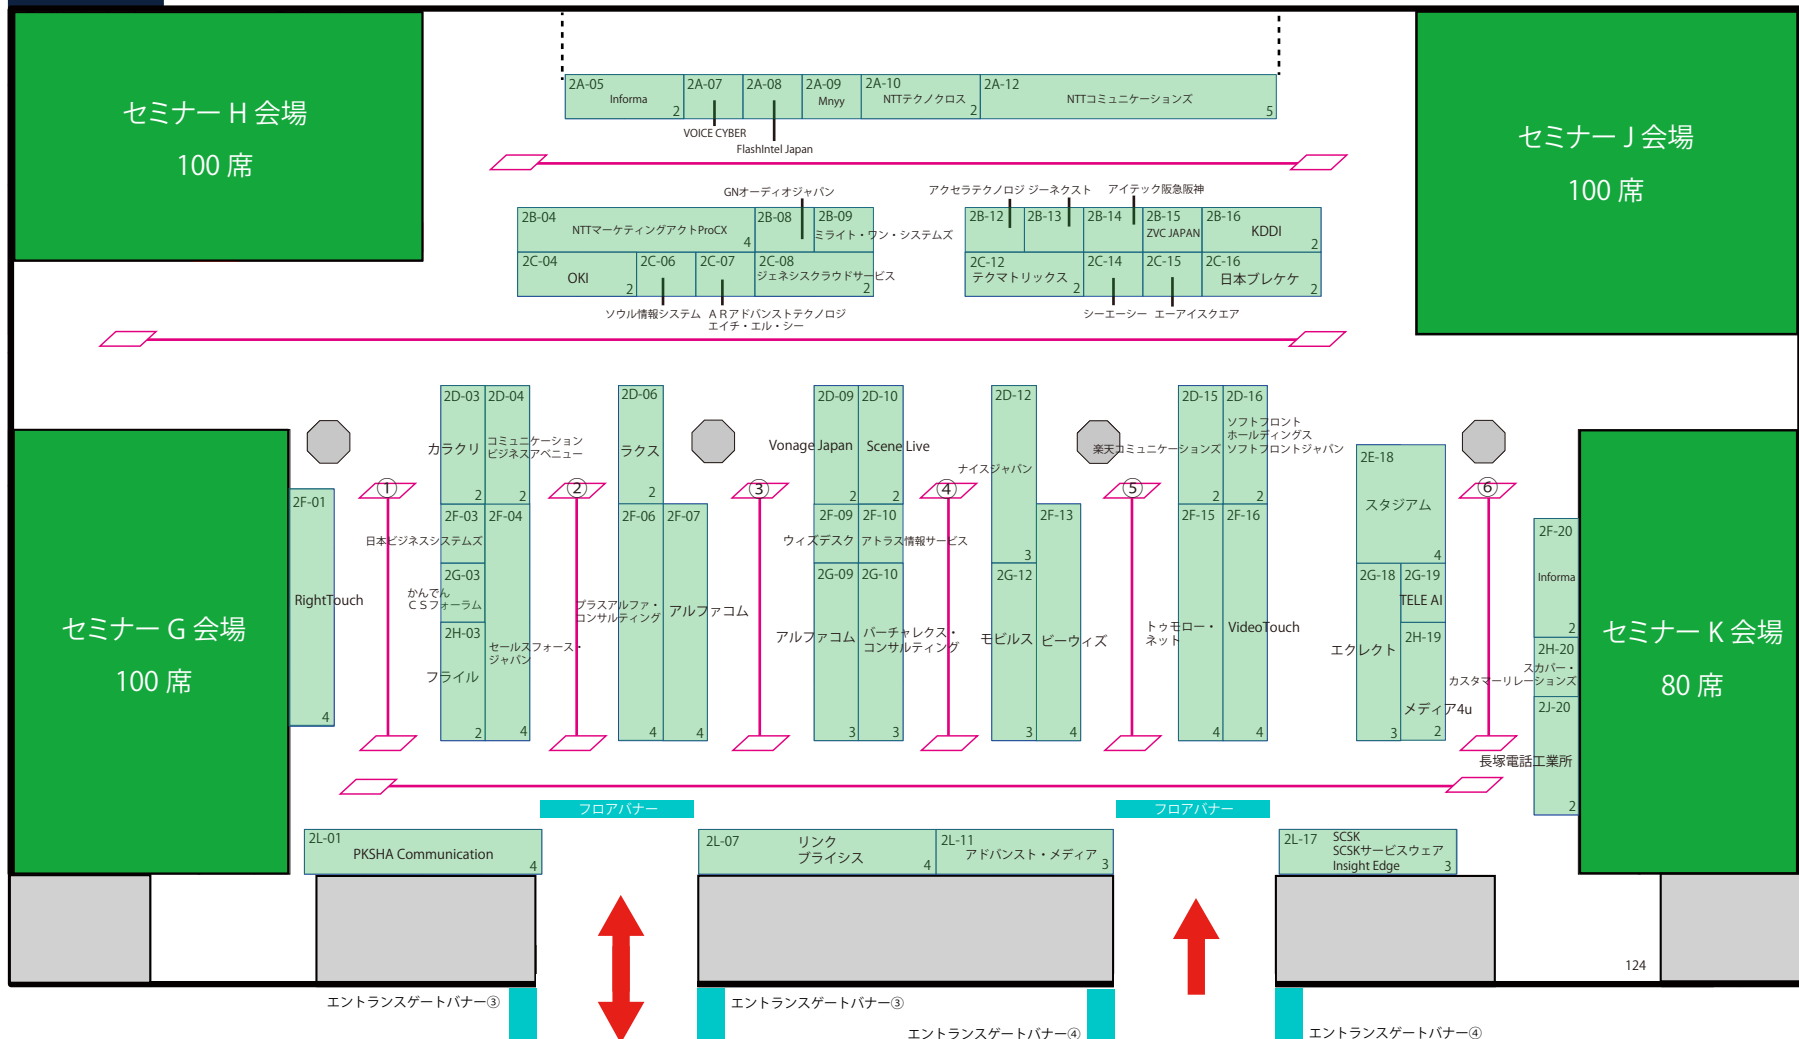 セミナー H 会場
100 席
2A-05
Informa
2
2A-07
VOICE CYBER
2A-08
FlashIntel Japan
2A-09
Mnyy
2A-10
NTTテクノクロス
2
2A-12
NTTコミュニケーションズ
5
セミナー J 会場
100 席
2B-04
NTTマーケティングアクトProCX
4
GNオーディオジャパン
2B-08
2B-09
ミライト・ワン・システムズ
アクセラテクノロジ
2B-12
ジーネクスト
2B-13
アイテック阪急阪神
2B-14
2B-15
ZVC JAPAN
2B-16
KDDI
2
2C-04
OKI
2
2C-06
ソウル情報システム
2C-07
ＡＲアドバンストテクノロジ
エイチ・エル・シー
2C-08
ジェネシスクラウドサービス
2
2C-12
テクマトリックス
2
2C-14
シーエーシー
2C-15
エーアイスクエア
2C-16
日本ブレケケ
2
セミナー G 会場
100 席
2F-01
RightTouch
4
①
2D-03
カラクリ
2
2D-04
コミュニケーション
ビジネスアベニュー
2
2F-03
日本ビジネスシステムズ
2G-03
かんでん
ＣＳフォーラム
2H-03
フライル
2
2F-04
セールスフォース・
ジャパン
4
②
2D-06
ラクス
2
2F-06
プラスアルファ・
コンサルティング
4
2F-07
アルファコム
4
③
2D-09
Vonage Japan
2
2D-10
Scene Live
2
2F-09
ウィズデスク
2F-10
アトラス情報サービス
2G-09
アルファコム
3
2G-10
バーチャレクス・
コンサルティング
3
④
2D-12
ナイスジャパン
3
2G-12
モビルス
3
2F-13
ビーウィズ
4
⑤
2D-15
楽天コミュニケーションズ
2
2D-16
ソフトフロント
ホールディングス
ソフトフロントジャパン
2
2F-15
トゥモロー・
ネット
4
2F-16
VideoTouch
4
2E-18
スタジアム
4
2G-18
エクレクト
3
2G-19
TELE AI
2H-19
メディア4u
2
⑥
2F-20
Informa
2
2H-20
スカパー・
カスタマーリレーションズ
2J-20
長塚電話工業所
2
セミナー K 会場
80 席
フロアバナー
フロアバナー
2L-01
PKSHA Communication
4
2L-07
リンク
ブライシス
4
2L-11
アドバンスト・メディア
3
2L-17
SCSK
SCSKサービスウェア
Insight Edge
3
124
エントランスゲートバナー③
エントランスゲートバナー③
エントランスゲートバナー④
エントランスゲートバナー④